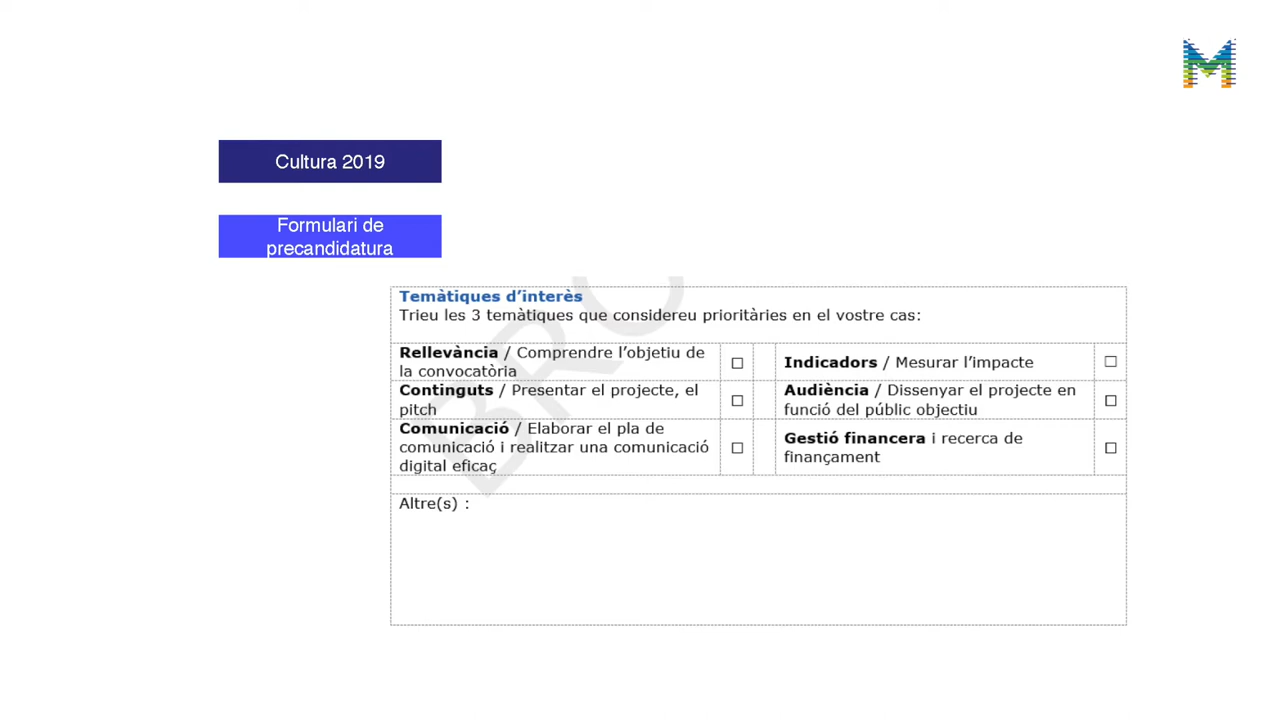 Cultura 2019
Formulari de
precandidatura
Temàtiques d’interès
Trieu les 3 temàtiques que considereu prioritàries en el vostre cas:
Rellevància / Comprendre l’objetiu de
la convocatòria
Indicadors / Mesurar l’impacte
Continguts / Presentar el projecte, el
pitch
Audiència / Dissenyar el projecte en
funció del públic objectiu
Comunicació / Elaborar el pla de
comunicació i realitzar una comunicació
digital eficaç
Gestió financera i recerca de
finançament
Altre(s) :